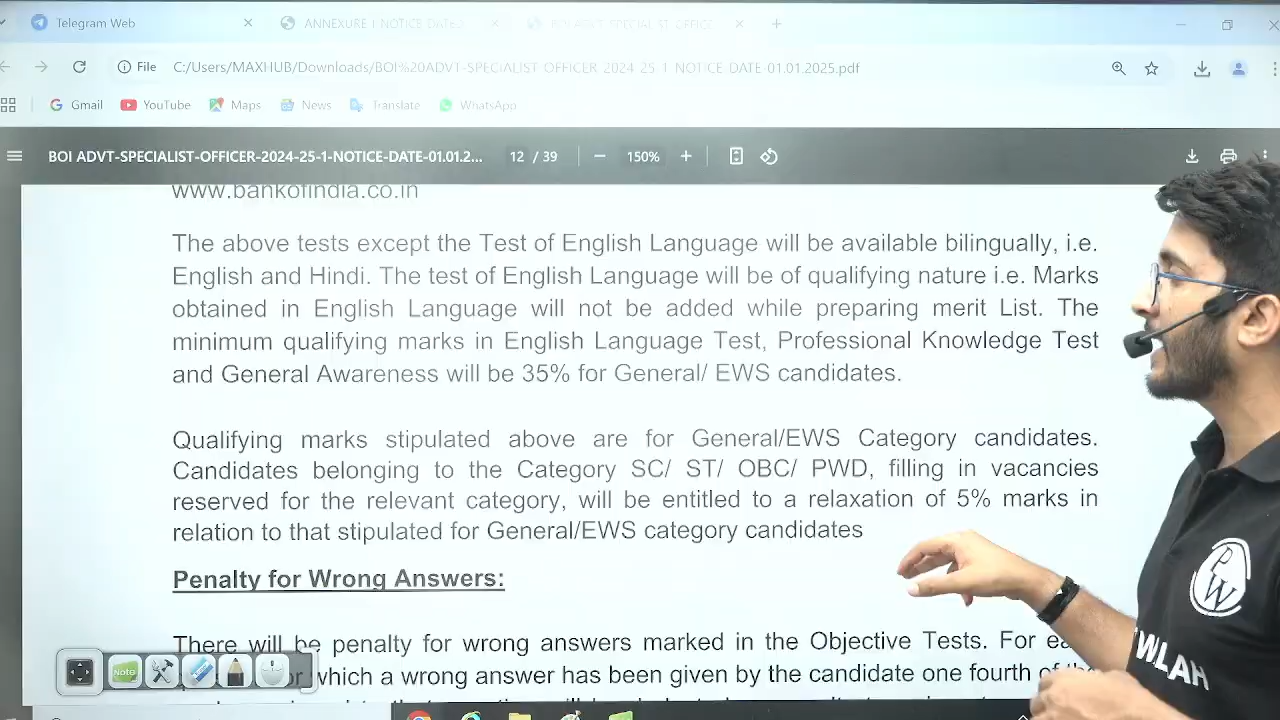 Telegram Web
ANNEXURE I NOTICE DATE
BOI ADVT-SPECIALIST OFFICE
File C:/Users/MAXHUB/Downloads/BOI%20ADVT-SPECIALIST_OFFICER_2024-25-1_NOTICE_DATE-01.01.2025.pdf
Gmail YouTube Maps News Translate WhatsApp
BOI ADVT-SPECIALIST-OFFICER-2024-25-1-NOTICE-DATE-01.01.2... 12 / 39 150%
www.bankofindia.co.in
The above tests except the Test of English Language will be available bilingually, i.e.
English and Hindi. The test of English Language will be of qualifying nature i.e. Marks
obtained in English Language will not be added while preparing merit List. The
minimum qualifying marks in English Language Test, Professional Knowledge Test
and General Awareness will be 35% for General/ EWS candidates.
Qualifying marks stipulated above are for General/EWS Category candidates.
Candidates belonging to the Category SC/ ST/ OBC/ PWD, filling in vacancies
reserved for the relevant category, will be entitled to a relaxation of 5% marks in
relation to that stipulated for General/EWS category candidates
Penalty for Wrong Answers:
There will be penalty for wrong answers marked in the Objective Tests. For
which a wrong answer has been given by the candidate one fourth of
Note
PW
WLAH